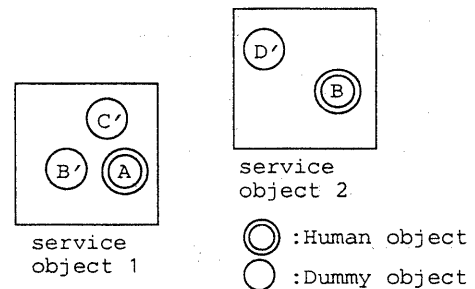 C′
B′
A
service
object 1
D′
B
service
object 2
:Human object
:Dummy object